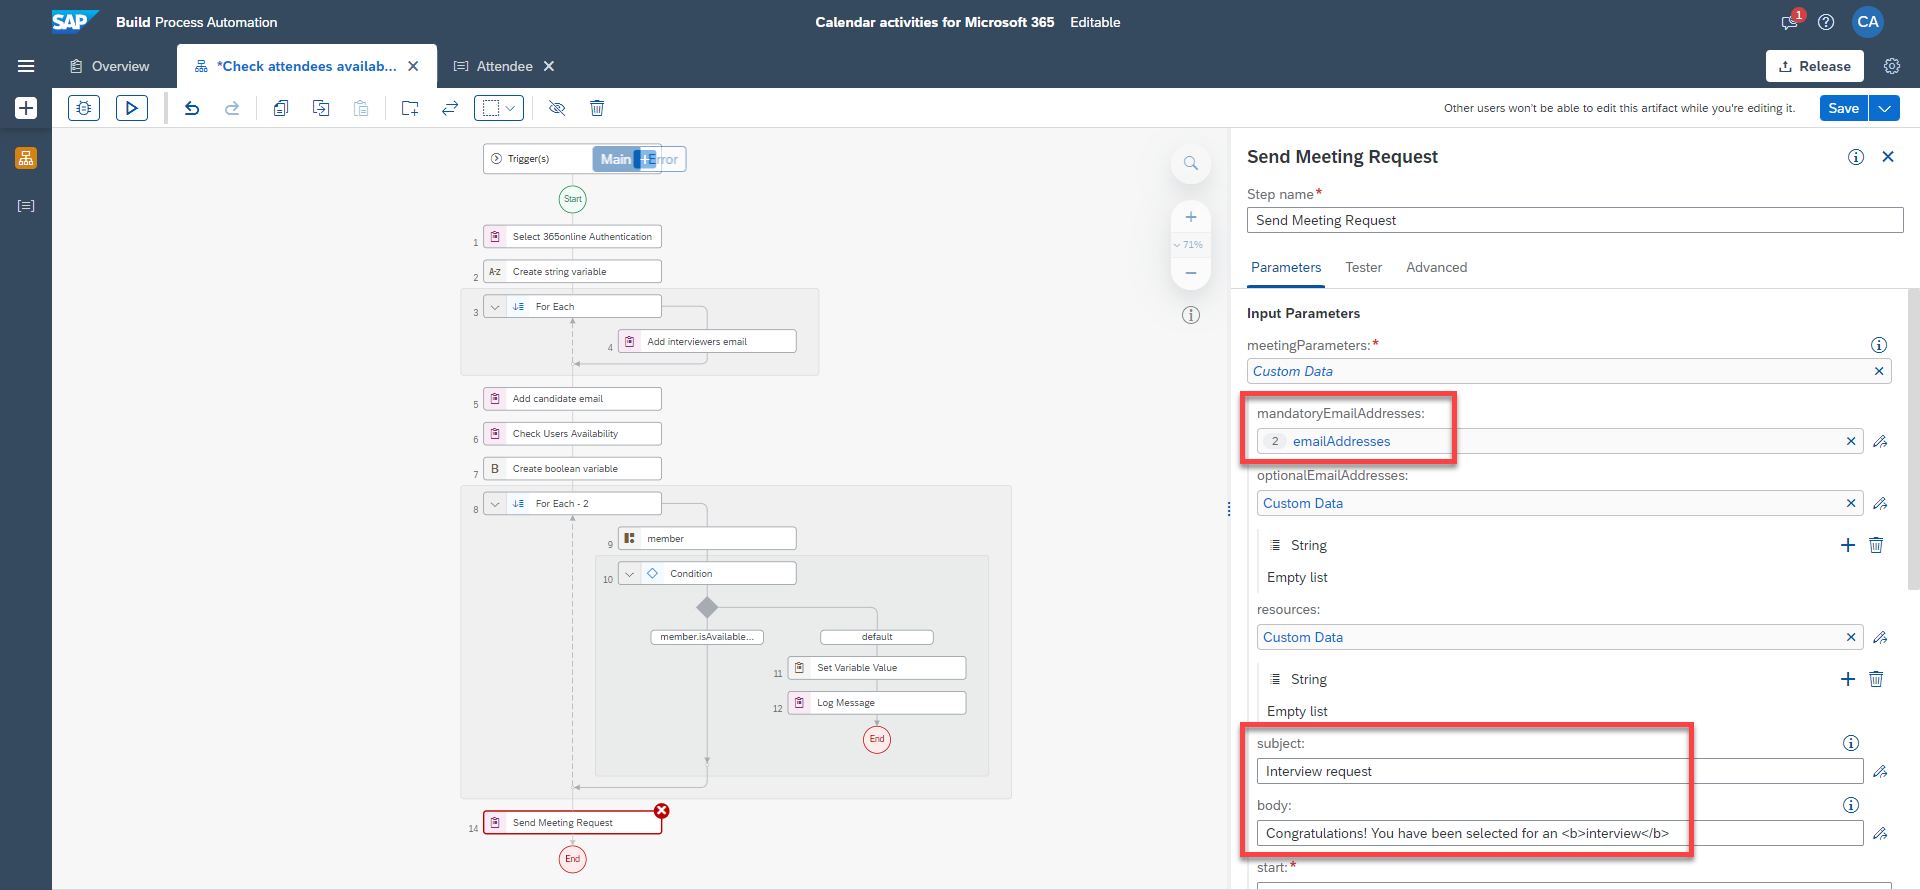 SAP Build Process Automation
Calendar activities for Microsoft 365 Editable
1
CA
Overview
*Check attendees availab...
Attendee
Release
Other users won't be able to edit this artifact while you're editing it.
Save
Trigger(s)
Main
Error
Start
1 Select 365online Authentication
2 A-Z Create string variable
3 For Each
4 Add interviewers email
5 Add candidate email
6 Check Users Availability
7 B Create boolean variable
8 For Each - 2
9 member
10 Condition
member.isAvailable...
default
11 Set Variable Value
12 Log Message
End
14 Send Meeting Request
End
71%
Send Meeting Request
Step name*
Send Meeting Request
Parameters Tester Advanced
Input Parameters
meetingParameters:*
Custom Data
mandatoryEmailAddresses:
2 emailAddresses
optionalEmailAddresses:
Custom Data
String
Empty list
resources:
Custom Data
String
Empty list
subject:
Interview request
body:
Congratulations! You have been selected for an <b>interview</b>
start:*